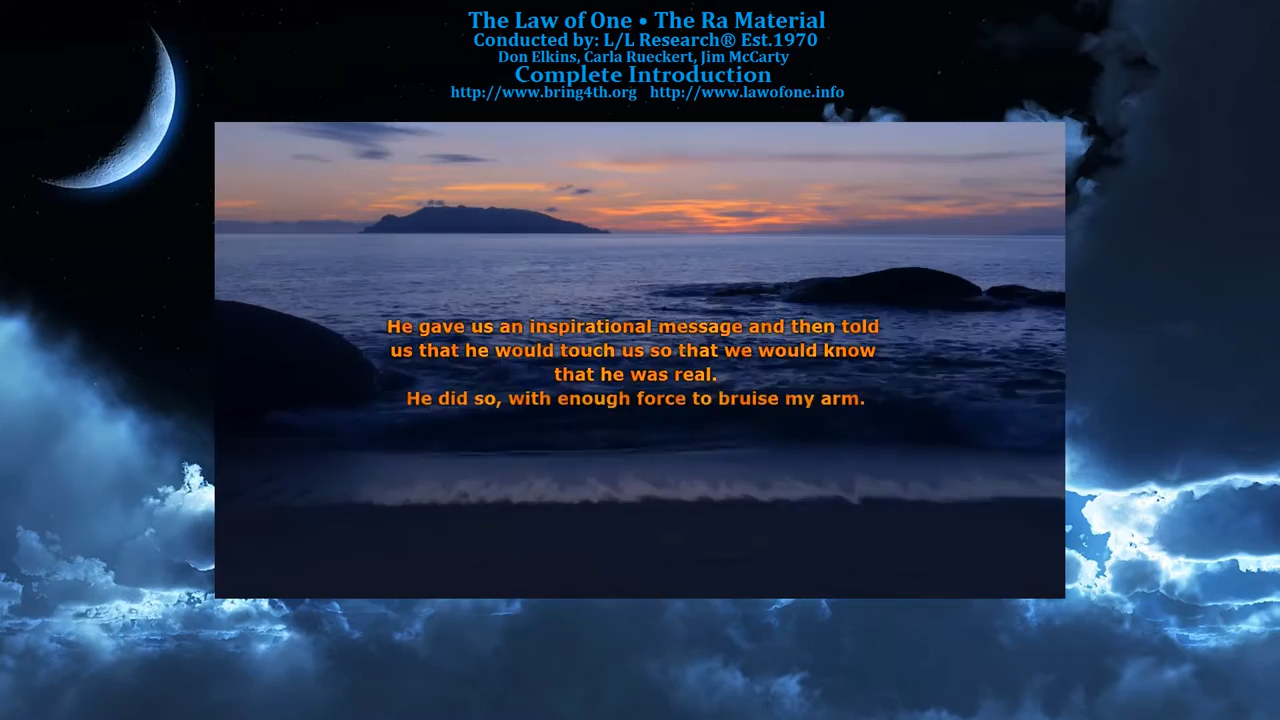 The Law of One • The Ra Material
Conducted by: L/L Research® Est.1970
Don Elkins, Carla Rueckert, Jim McCarty
Complete Introduction
http://www.bring4th.org http://www.lawofone.info
He gave us an inspirational message and then told
us that he would touch us so that we would know
that he was real.
He did so, with enough force to bruise my arm.